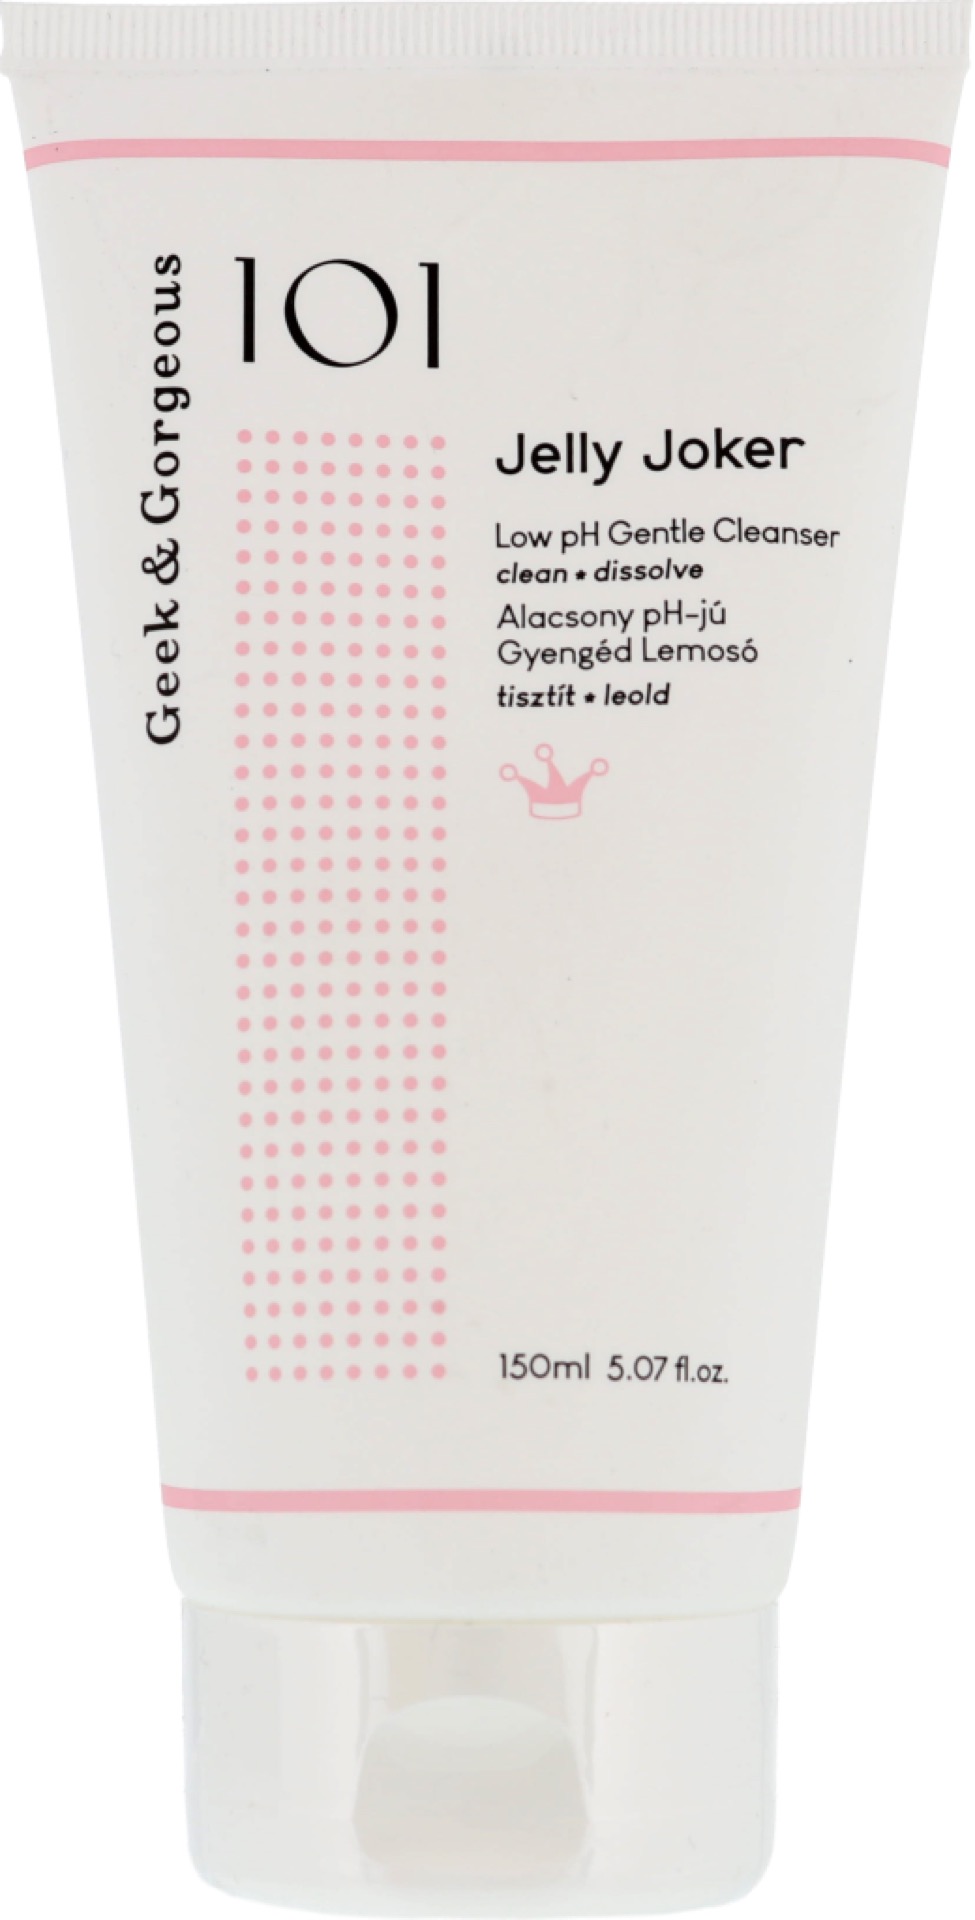 Geek & Gorgeous
101
Jelly Joker
Low pH Gentle Cleanser
clean • dissolve
Alacsony pH-jú
Gyengéd Lemosó
tisztít • leold
150ml 5.07 fl.oz.